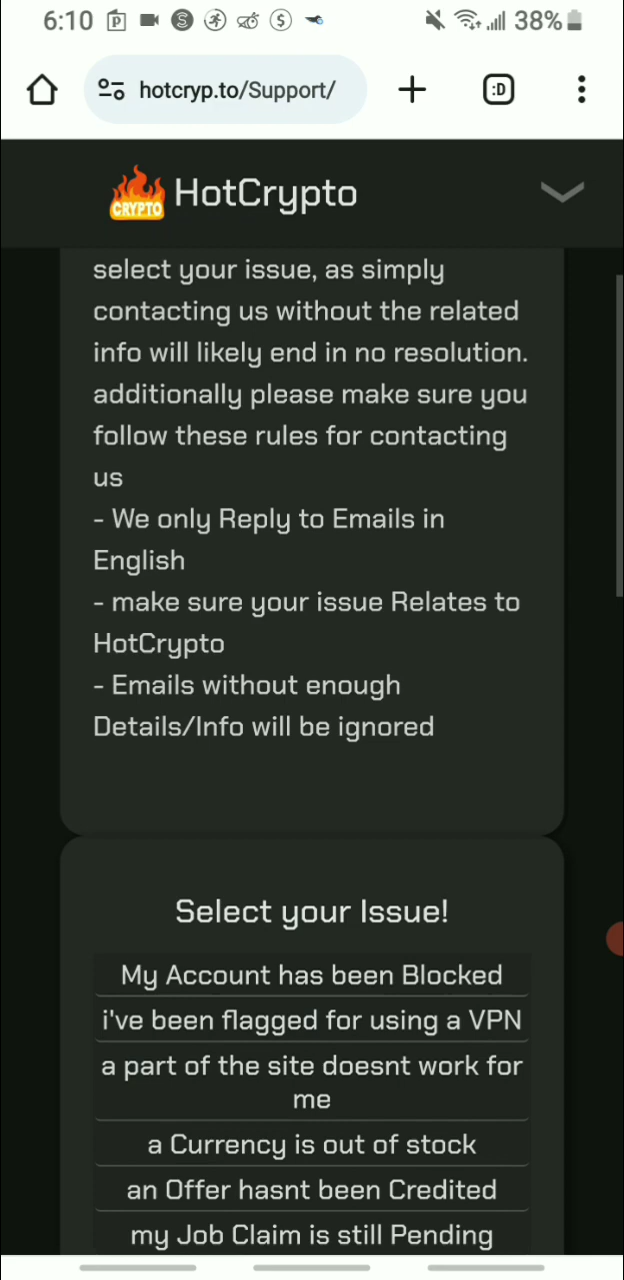 6:10
38%
hotcryp.to/Support/
:D
CRYPTO
HotCrypto
select your issue, as simply
contacting us without the related
info will likely end in no resolution.
additionally please make sure you
follow these rules for contacting
us
- We only Reply to Emails in
English
- make sure your issue Relates to
HotCrypto
- Emails without enough
Details/Info will be ignored
Select your Issue!
My Account has been Blocked
i've been flagged for using a VPN
a part of the site doesnt work for
me
a Currency is out of stock
an Offer hasnt been Credited
my Job Claim is still Pending